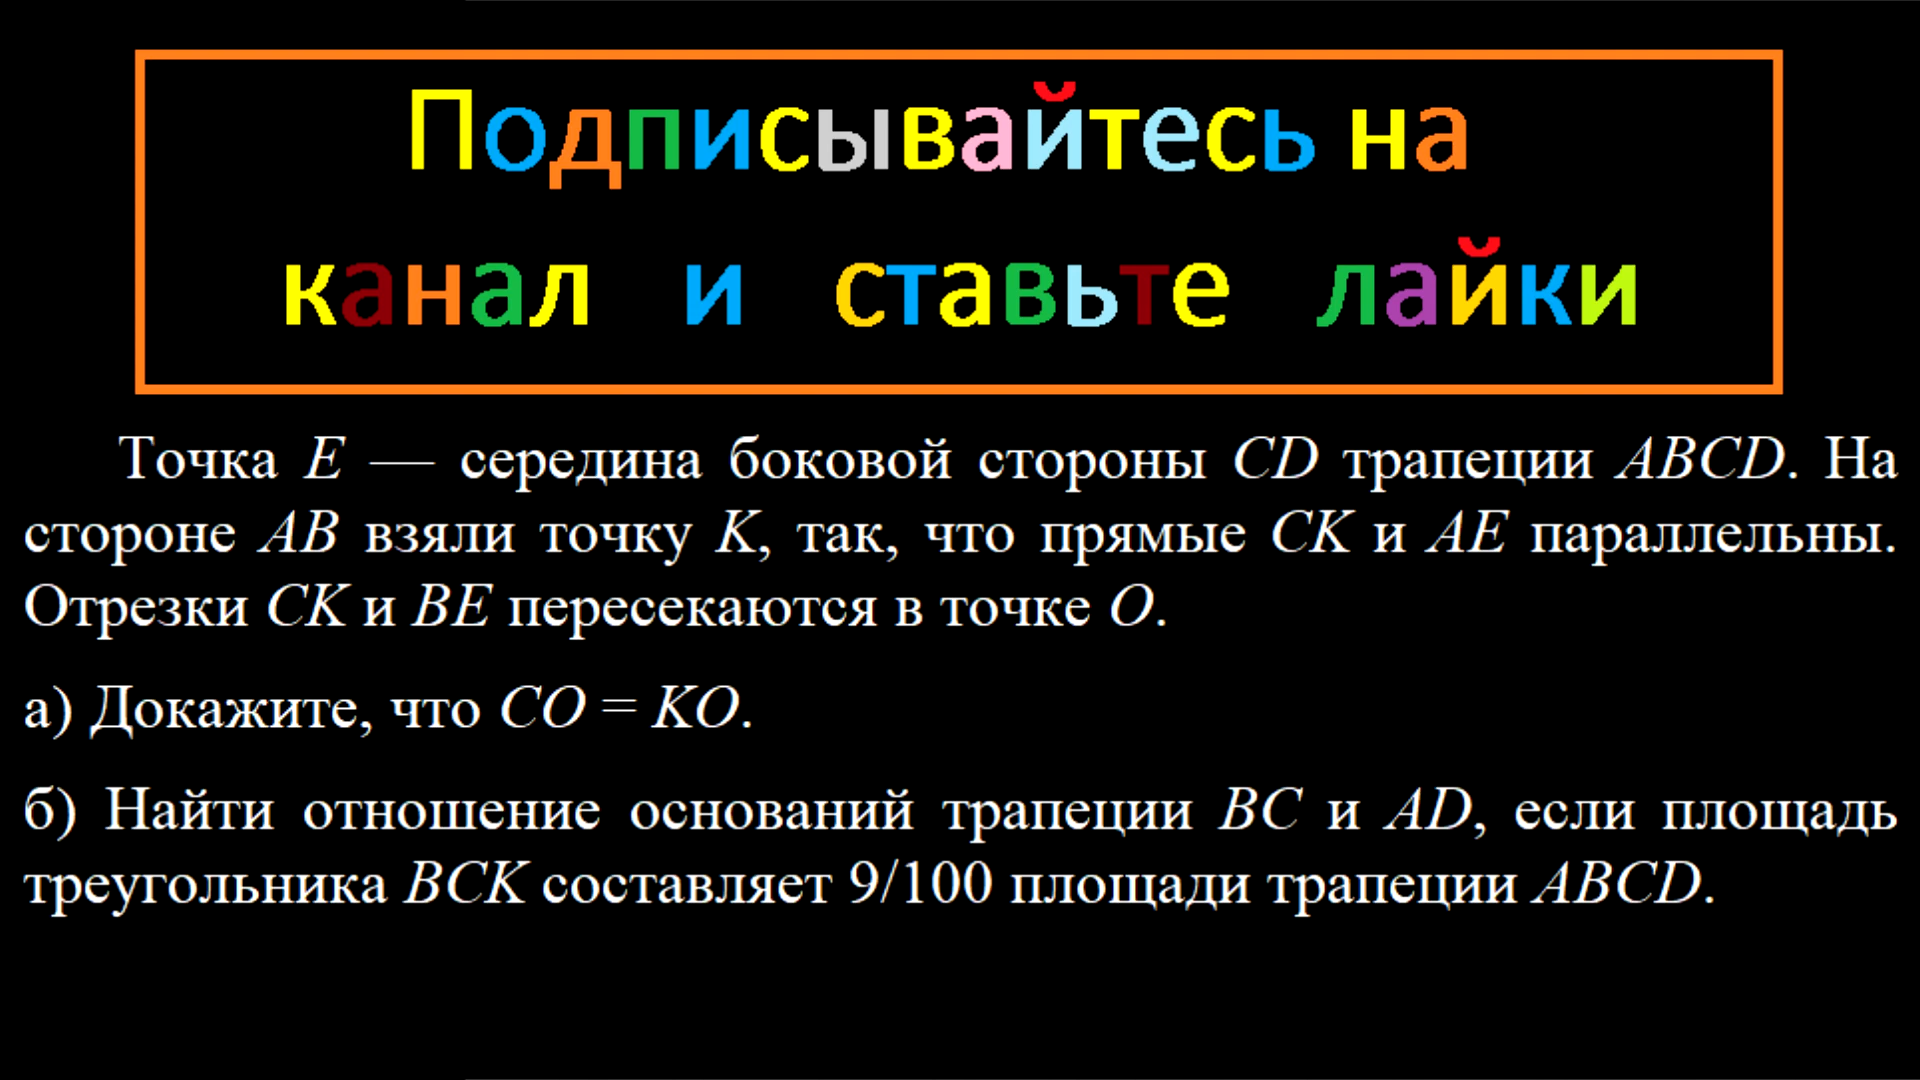 Подписывайтесь на
канал и ставьте лайки
Точка E — середина боковой стороны CD трапеции ABCD. На
стороне AB взяли точку K, так, что прямые CK и AE параллельны.
Отрезки CK и BE пересекаются в точке O.
а) Докажите, что CO = KO.
б) Найти отношение оснований трапеции BC и AD, если площадь
треугольника BCK составляет 9/100 площади трапеции ABCD.